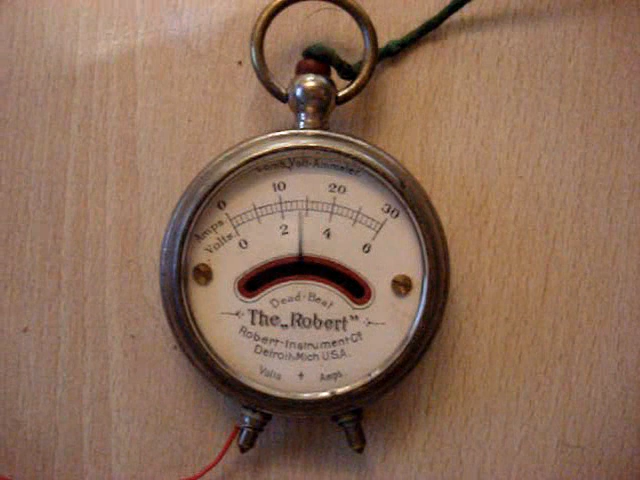 Volt-Ammeter
0 10 20 30
Amps.
Volts.
0 2 4 6
Dead-Beat
The „Robert"
Robert-Instrument Co
Detroit, Mich U.S.A.
Volts + Amps.